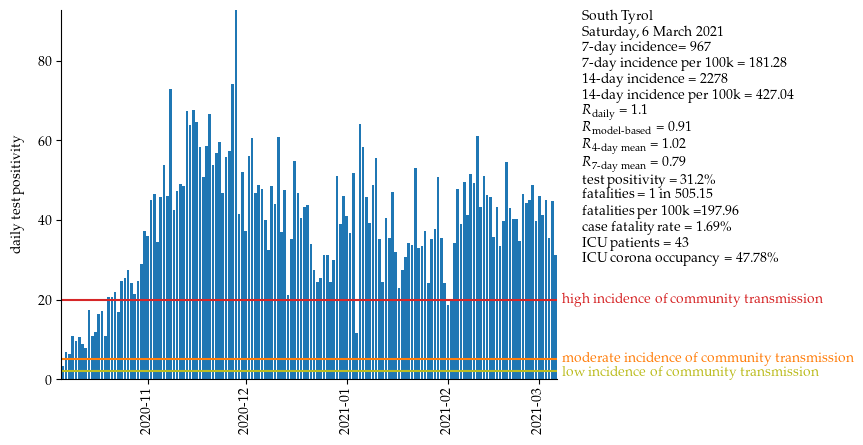 South Tyrol
Saturday, 6 March 2021
7-day incidence= 967
7-day incidence per 100k = 181.28
14-day incidence = 2278
14-day incidence per 100k = 427.04
R_daily = 1.1
R_model-based = 0.91
R_4-day mean = 1.02
R_7-day mean = 0.79
test positivity = 31.2%
fatalities = 1 in 505.15
fatalities per 100k =197.96
case fatality rate = 1.69%
ICU patients = 43
ICU corona occupancy = 47.78%
daily test positivity
80
60
40
20
0
high incidence of community transmission
moderate incidence of community transmission
low incidence of community transmission
2020-11
2020-12
2021-01
2021-02
2021-03